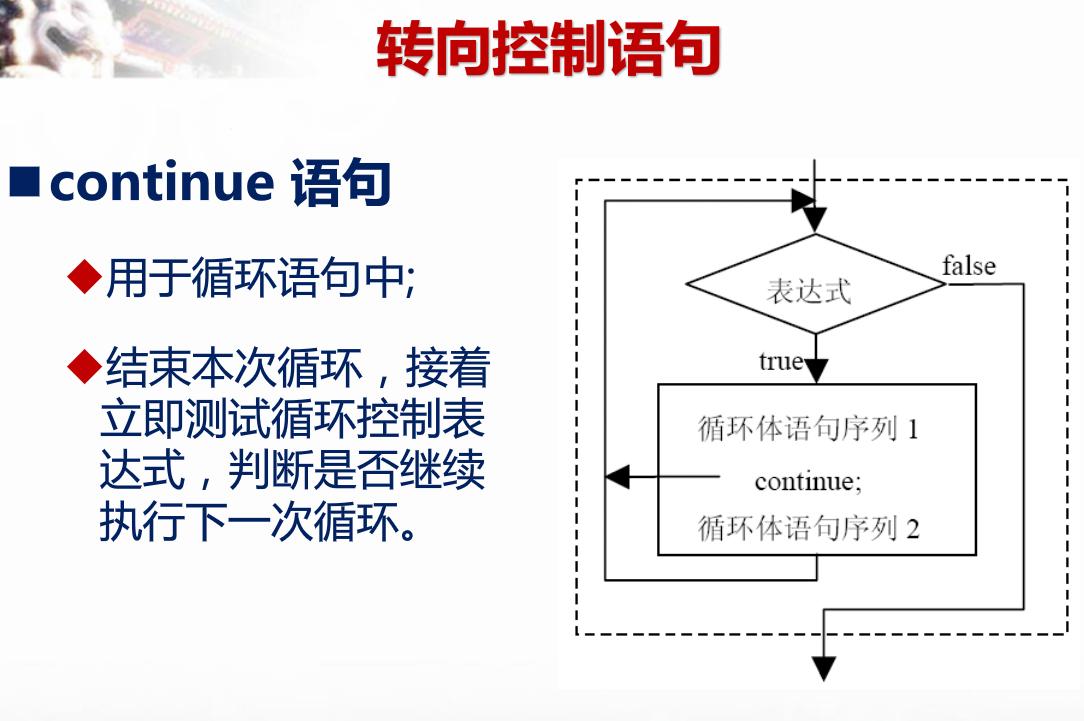 转向控制语句
continue 语句
用于循环语句中;
结束本次循环，接着
立即测试循环控制表
达式，判断是否继续
执行下一次循环。
false
表达式
true
循环体语句序列 1
continue;
循环体语句序列 2